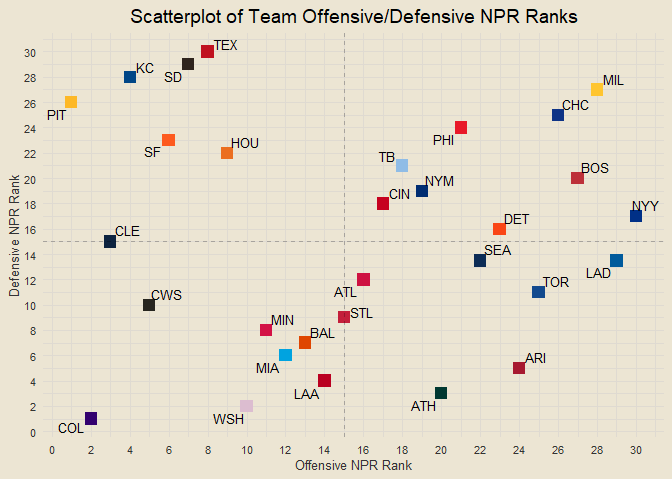 Scatterplot of Team Offensive/Defensive NPR Ranks
Defensive NPR Rank
30
28
26
24
22
20
18
16
14
12
10
8
6
4
2
0
TEX
KC
SD
MIL
PIT
CHC
PHI
SF
HOU
TB
BOS
NYM
CIN
NYY
DET
CLE
SEA
LAD
TOR
ATL
CWS
STL
MIN
BAL
MIA
ARI
LAA
ATH
WSH
COL
0 2 4 6 8 10 12 14 16 18 20 22 24 26 28 30
Offensive NPR Rank